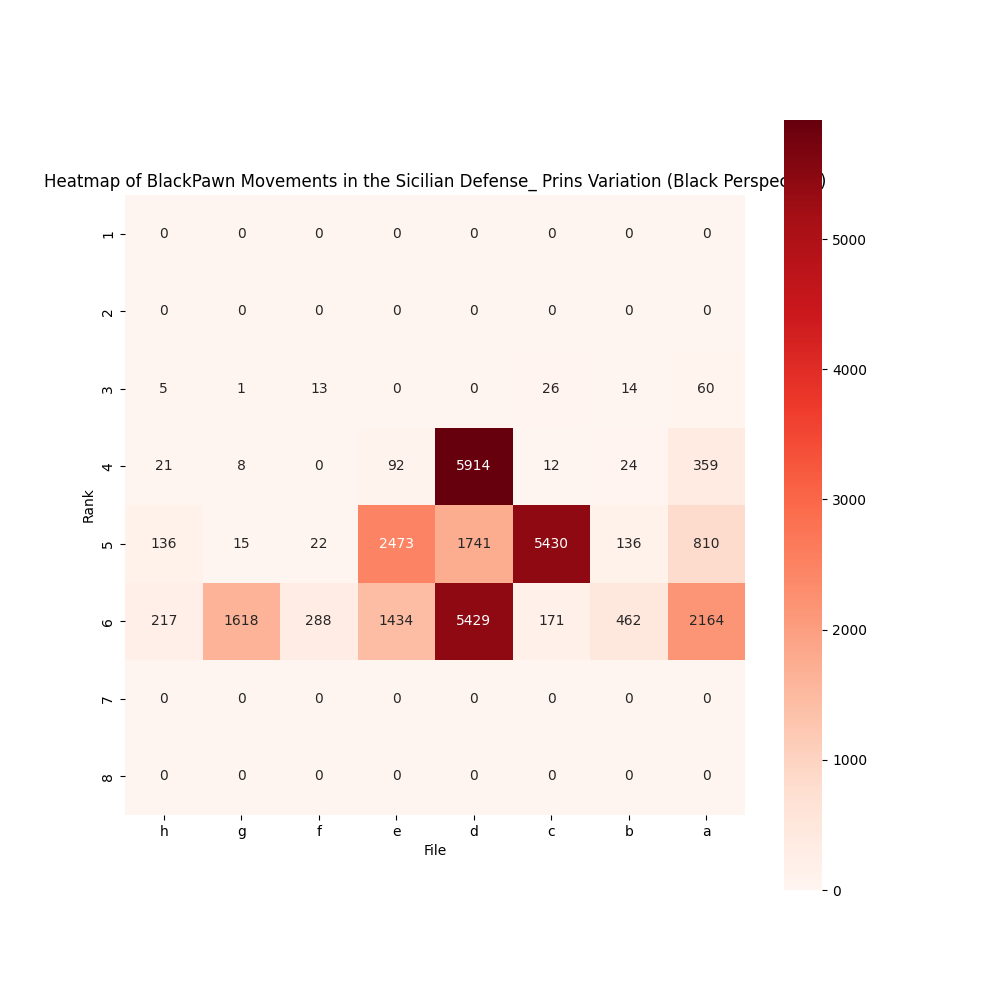 Heatmap of BlackPawn Movements in the Sicilian Defense_ Prins Variation (Black Perspec )
1 0 0 0 0 0 0 0 0
5000
2 0 0 0 0 0 0 0 0
4000
3 5 1 13 0 0 26 14 60
4 21 8 0 92 5914 12 24 359
Rank
3000
5 136 15 22 2473 1741 5430 136 810
2000
6 217 1618 288 1434 5429 171 462 2164
7 0 0 0 0 0 0 0 0
1000
8 0 0 0 0 0 0 0 0
h g f e d c b a
File
0